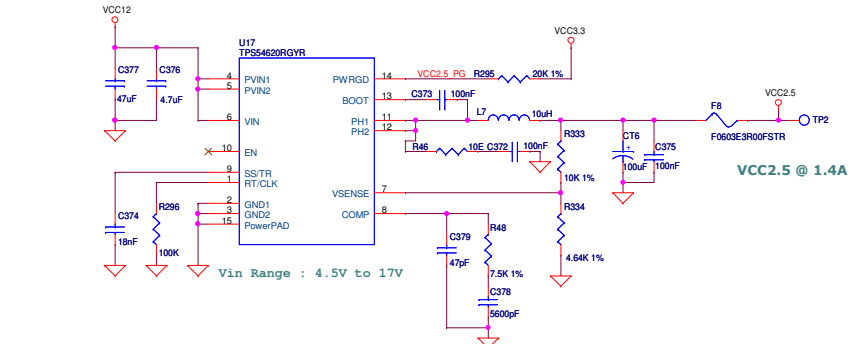 VCC12
VCC3.3
U17
TPS54620RGYR
C377
47uF
C376
4.7uF
4 PVIN1
5 PVIN2
6 VIN
10 EN
9 SS/TR
1 RT/CLK
2 GND1
3 GND2
15 PowerPAD
PWRGD 14
BOOT 13
PH1 11
PH2 12
VSENSE 7
COMP 8
VCC2.5_PG
R295
20K 1%
C373
100nF
L7
10uH
R46
10E
C372
100nF
R333
10K 1%
R334
4.64K 1%
CT6
+
100uF
C375
100nF
F8
F0603E3R00FSTR
VCC2.5
TP2
VCC2.5 @ 1.4A
C374
18nF
R296
100K
C379
47pF
R48
7.5K 1%
C378
5600pF
Vin Range : 4.5V to 17V